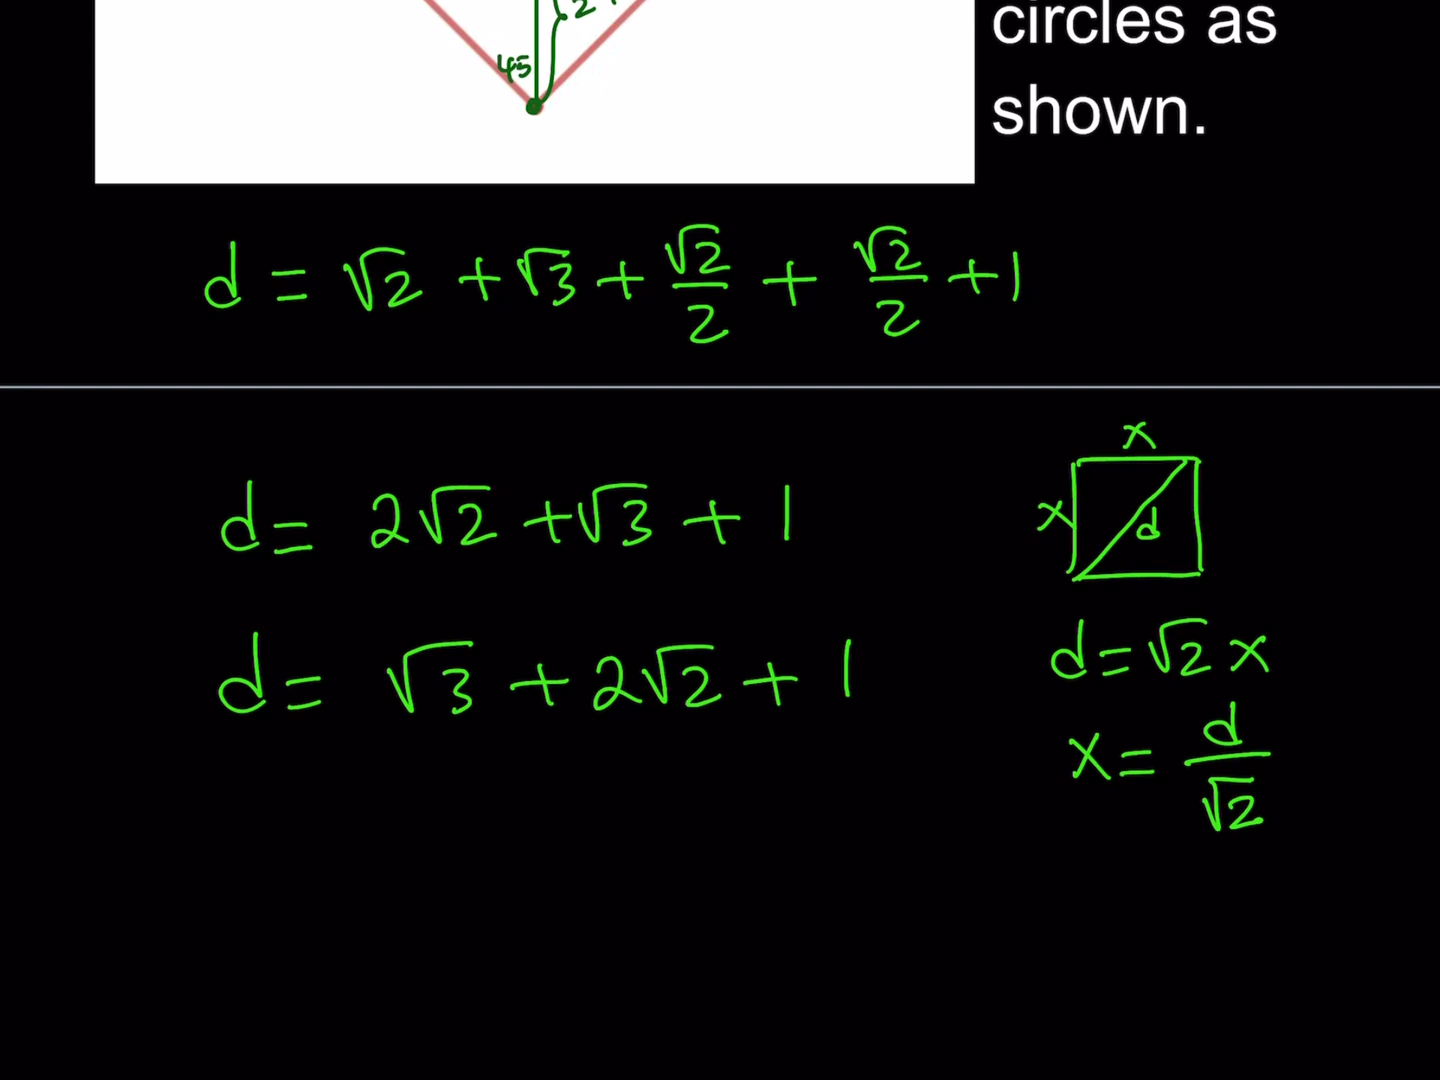 circles as
shown.
45
d = √2 + √3 + √2/2 + √2/2 + 1
x
x
d
d = 2√2 + √3 + 1
d = √3 + 2√2 + 1
d = √2 x
x = d/√2